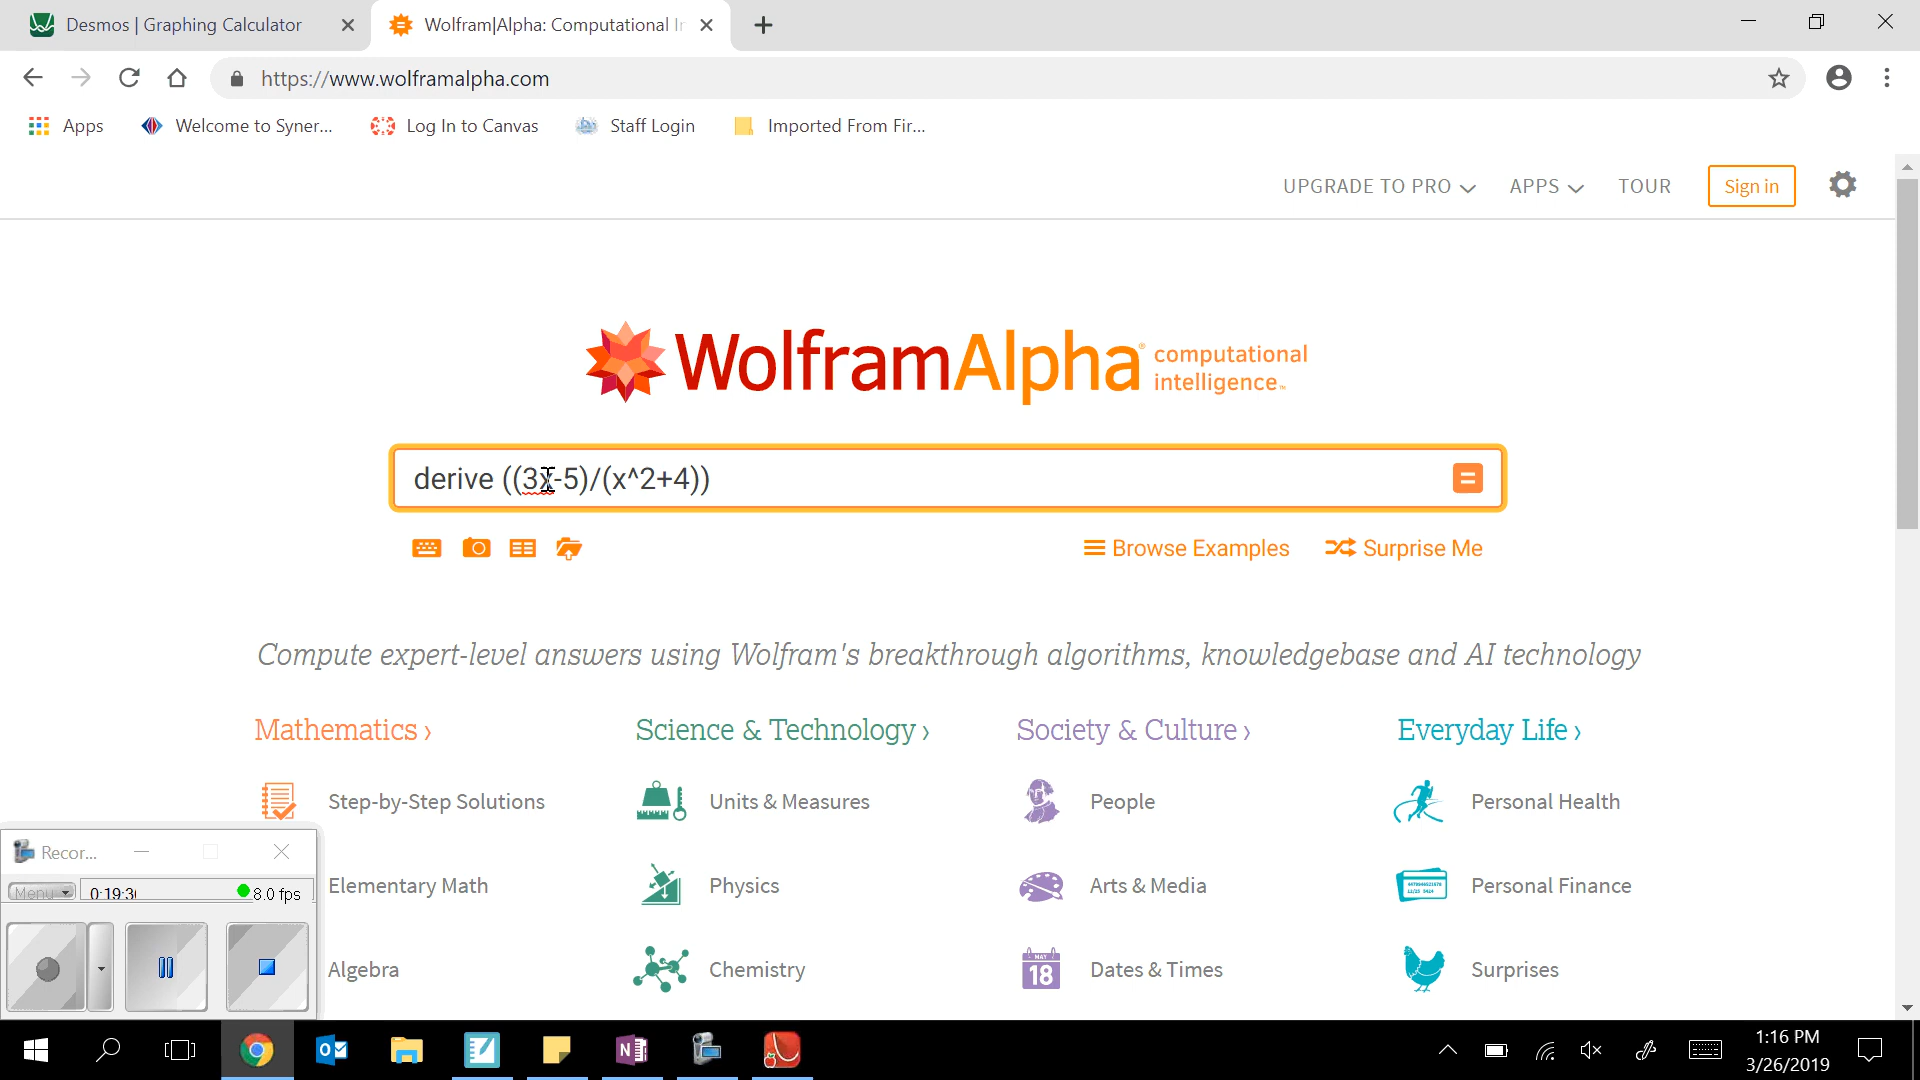 Desmos | Graphing Calculator
Wolfram|Alpha: Computational Ir
https://www.wolframalpha.com
Apps
Welcome to Syner...
Log In to Canvas
Staff Login
Imported From Fir...
UPGRADE TO PRO
APPS
TOUR
Sign in
WolframAlpha computational intelligence.
derive ((3x-5)/(x^2+4))
Browse Examples
Surprise Me
Compute expert-level answers using Wolfram's breakthrough algorithms, knowledgebase and AI technology
Mathematics ›
Science & Technology ›
Society & Culture ›
Everyday Life ›
Step-by-Step Solutions
Units & Measures
People
Personal Health
Recor...
Menu
0:19:3
8.0 fps
Elementary Math
Physics
Arts & Media
Personal Finance
Algebra
Chemistry
MAY
18
Dates & Times
Surprises
1:16 PM
3/26/2019